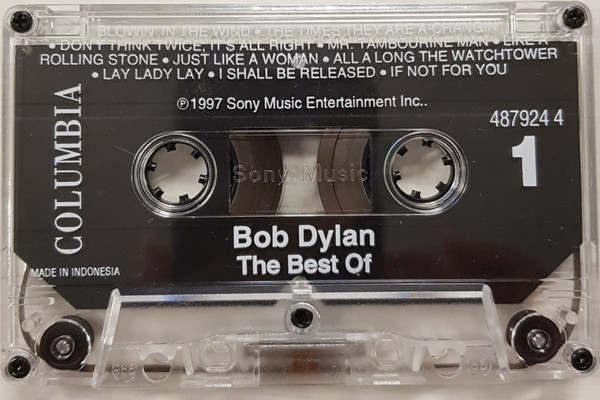 BLOWIN' IN THE WIND • THE TIMES THEY ARE A-CHANGIN'
• DON'T THINK TWICE, IT'S ALL RIGHT • MR. TAMBOURINE MAN • LIKE A
ROLLING STONE • JUST LIKE A WOMAN • ALL A LONG THE WATCHTOWER
• LAY LADY LAY • I SHALL BE RELEASED • IF NOT FOR YOU
℗1997 Sony Music Entertainment Inc..
487924 4
1
COLUMBIA
Sony Music
Bob Dylan
The Best Of
MADE IN INDONESIA